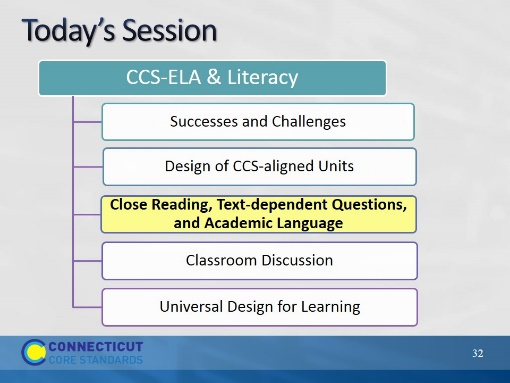 Today's Session
CCS-ELA & Literacy
Successes and Challenges
Design of CCS-aligned Units
Close Reading, Text-dependent Questions,
and Academic Language
Classroom Discussion
Universal Design for Learning
CONNECTICUT
CORE STANDARDS
32